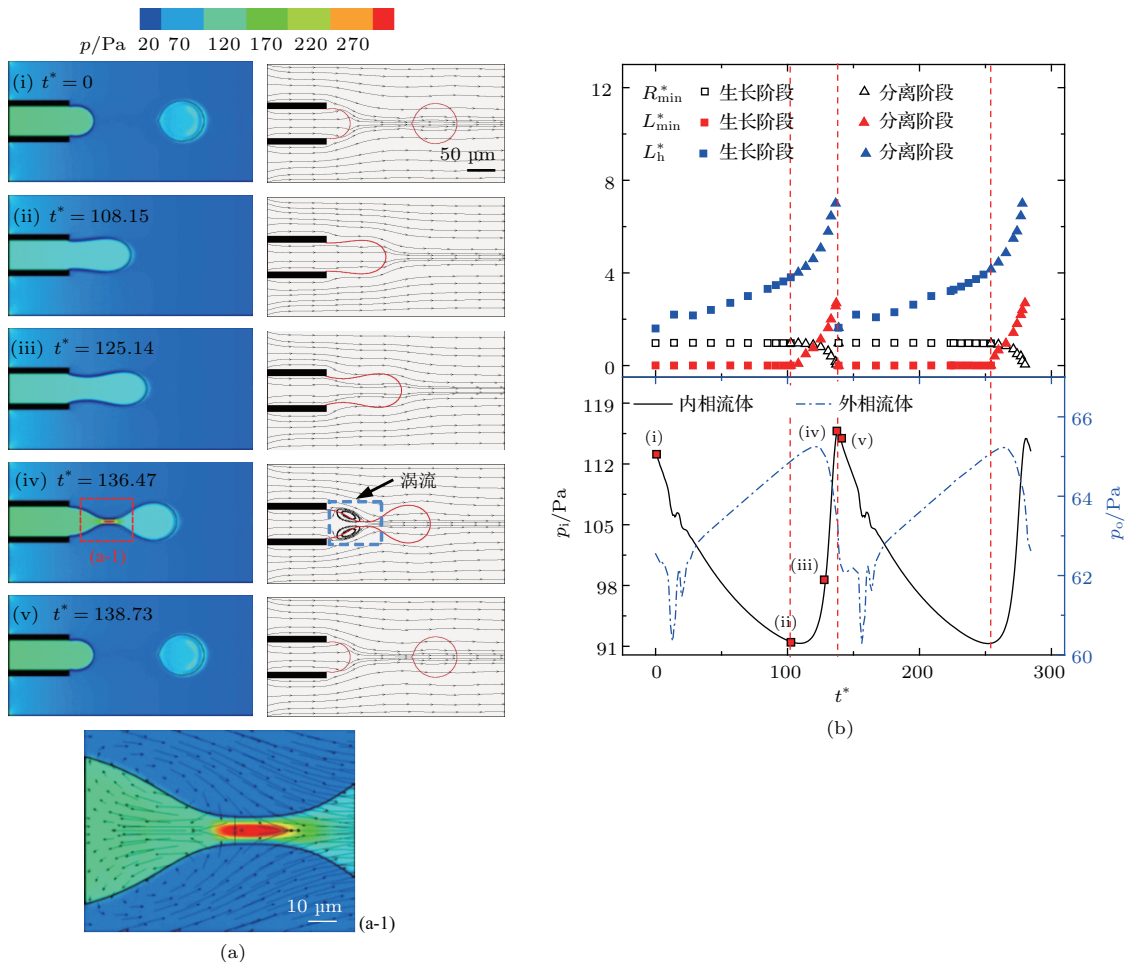 p/Pa 20 70 120 170 220 270
(i) t* = 0
50 µm
(ii) t* = 108.15
(iii) t* = 125.14
(iv) t* = 136.47
(a-1)
涡流
(v) t* = 138.73
10 µm
(a-1)
(a)
R*min 生长阶段 分离阶段
L*min 生长阶段 分离阶段
L*h 生长阶段 分离阶段
12
8
4
0
内相流体 外相流体
119
112
105
98
91
pi/Pa
(i)
(ii)
(iii)
(iv)
(v)
66
64
62
61
60
po/Pa
0 100 200 300
t*
(b)